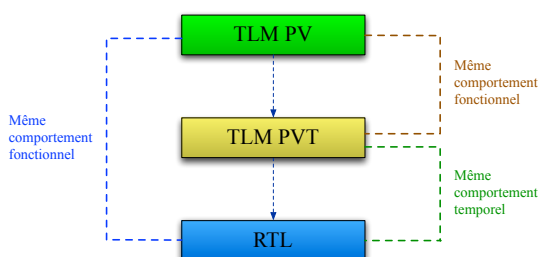 TLM PV
Même
comportement
fonctionnel
Même
comportement
fonctionnel
TLM PVT
Même
comportement
temporel
RTL